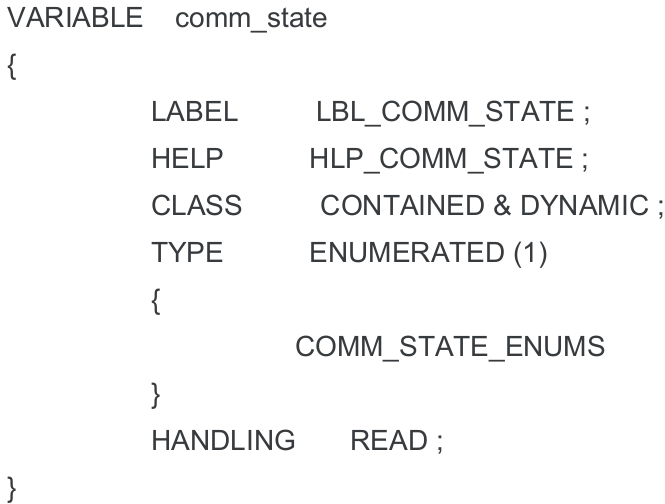 VARIABLE comm_state
{
LABEL LBL_COMM_STATE ;
HELP HLP_COMM_STATE ;
CLASS CONTAINED & DYNAMIC ;
TYPE ENUMERATED (1)
{
COMM_STATE_ENUMS
}
HANDLING READ ;
}